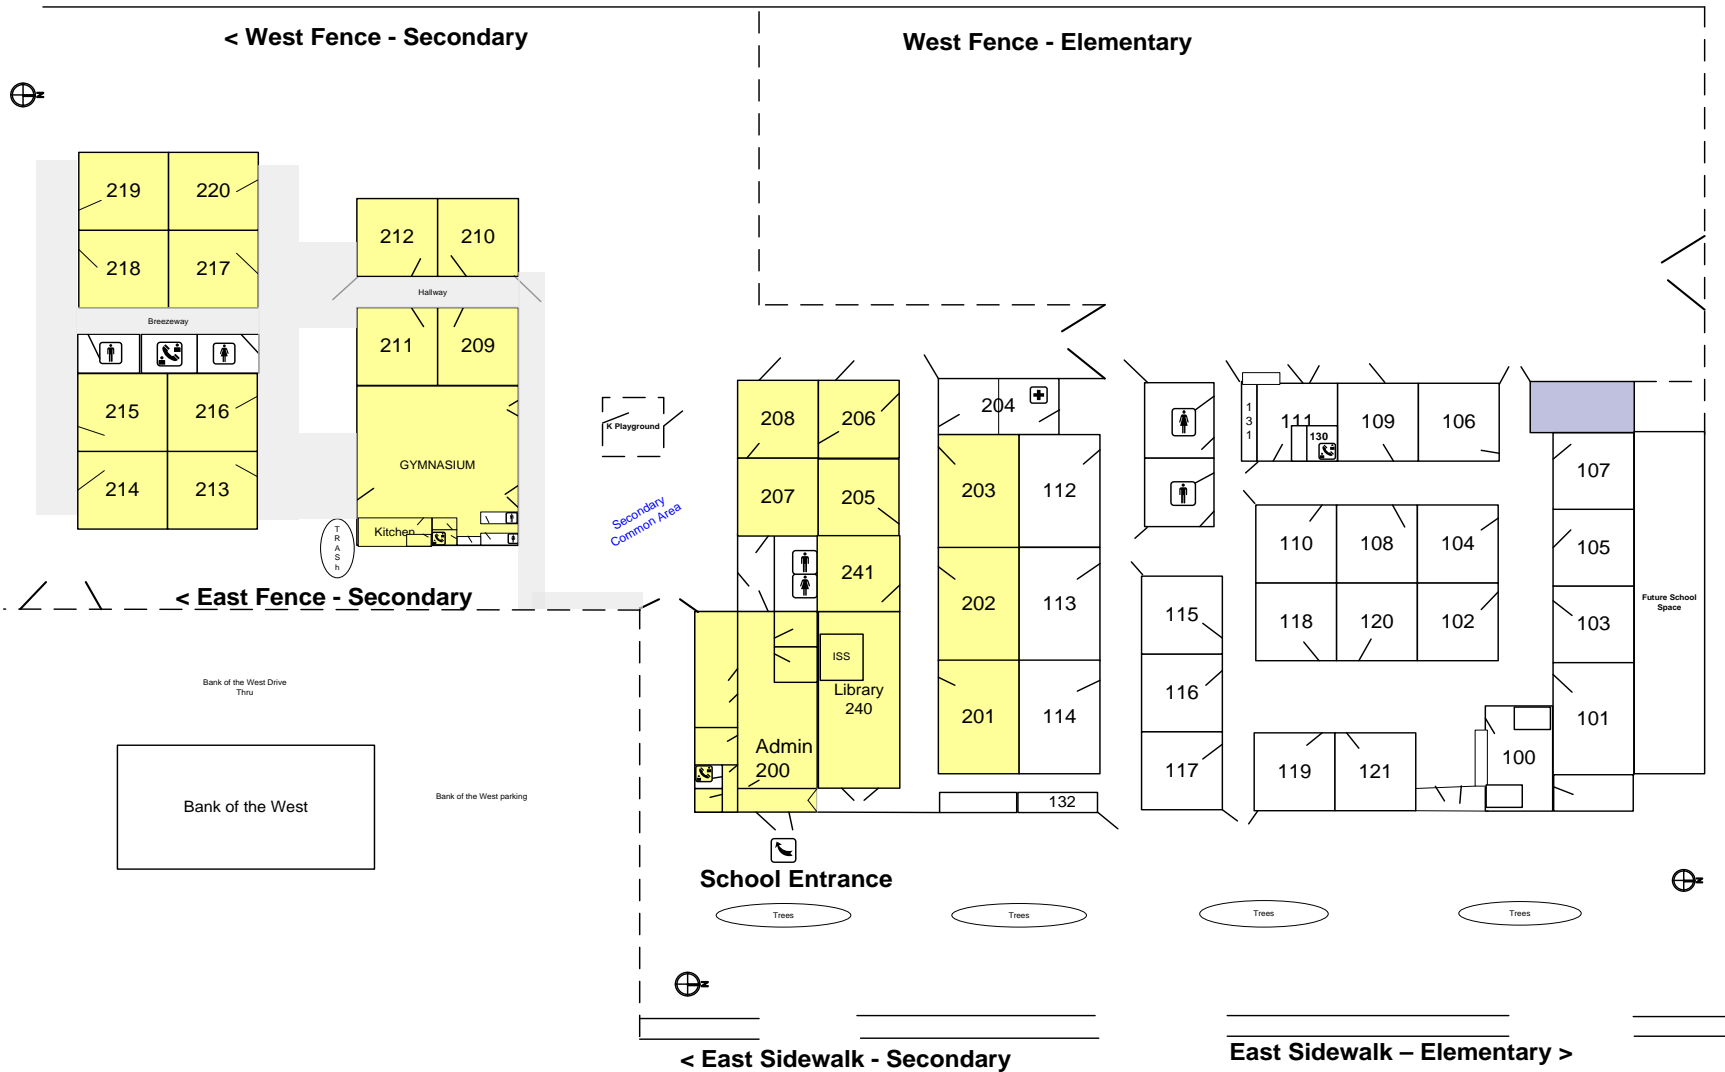 < West Fence - Secondary
West Fence - Elementary
N
219
220
218
217
Breezeway
215
216
214
213
212
210
Hallway
211
209
GYMNASIUM
Kitchen
T
R
A
S
h
K Playground
Secondary
Common Area
208
206
207
205
241
ISS
Library
240
Admin
200
204
203
112
202
113
201
114
132
1
3
1
111
130
109
106
110
108
104
118
120
102
115
116
117
119
121
100
107
105
103
101
Future School
Space
< East Fence - Secondary
Bank of the West Drive
Thru
Bank of the West
Bank of the West parking
School Entrance
N
Trees
Trees
Trees
Trees
N
< East Sidewalk - Secondary
East Sidewalk – Elementary >